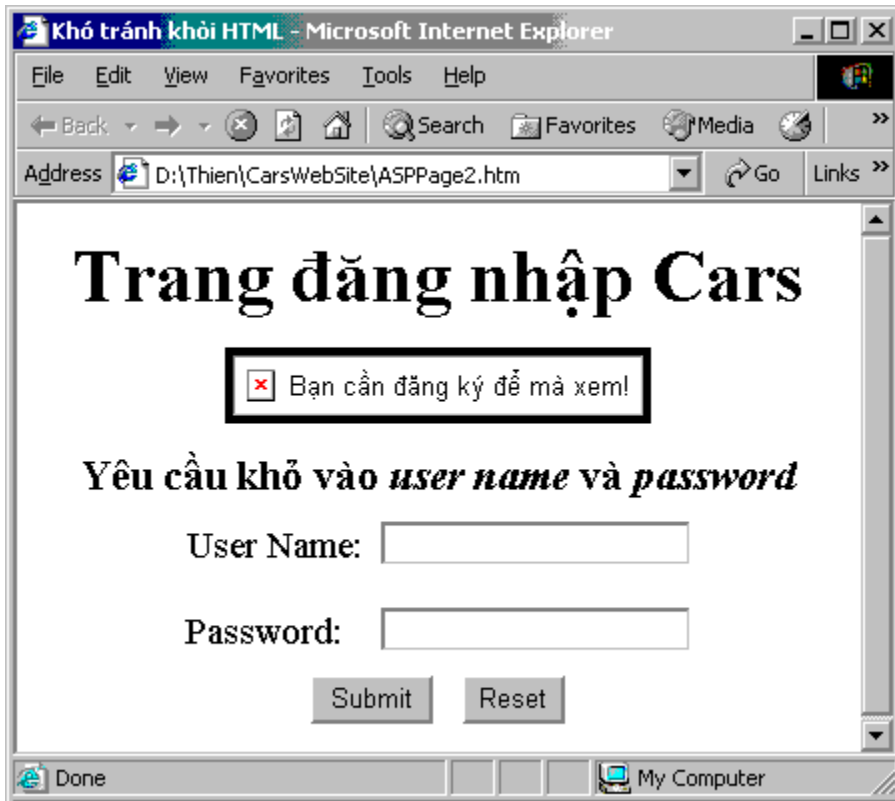 Khó tránh khỏi HTML - Microsoft Internet Explorer
File Edit View Favorites Tools Help
Back Search Favorites Media »
Address D:\Thien\CarsWebSite\ASPPage2.htm Go Links »
Trang đăng nhập Cars
Bạn cần đăng ký để mà xem!
Yêu cầu khỏ vào user name và password
User Name:
Password:
Submit Reset
Done My Computer